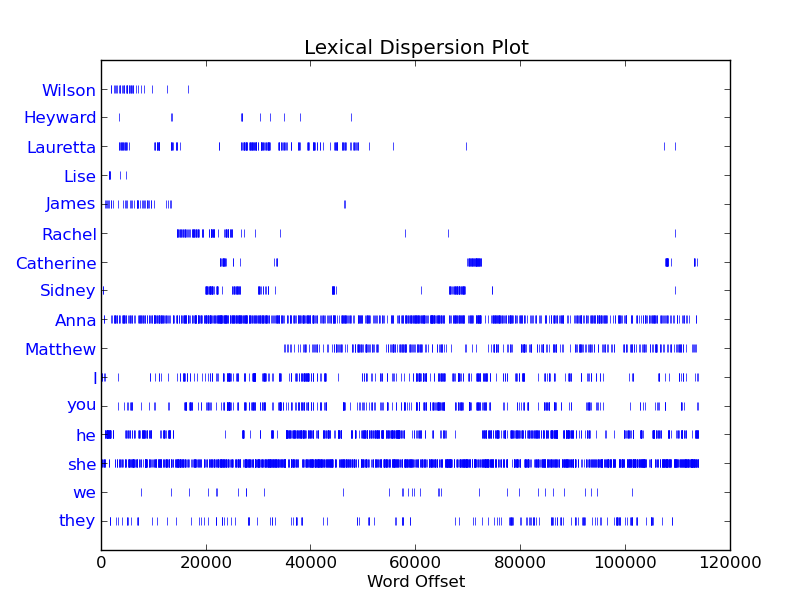 Lexical Dispersion Plot
Wilson
Heyward
Lauretta
Lise
James
Rachel
Catherine
Sidney
Anna
Matthew
I
you
he
she
we
they
0 20000 40000 60000 80000 100000 120000
Word Offset